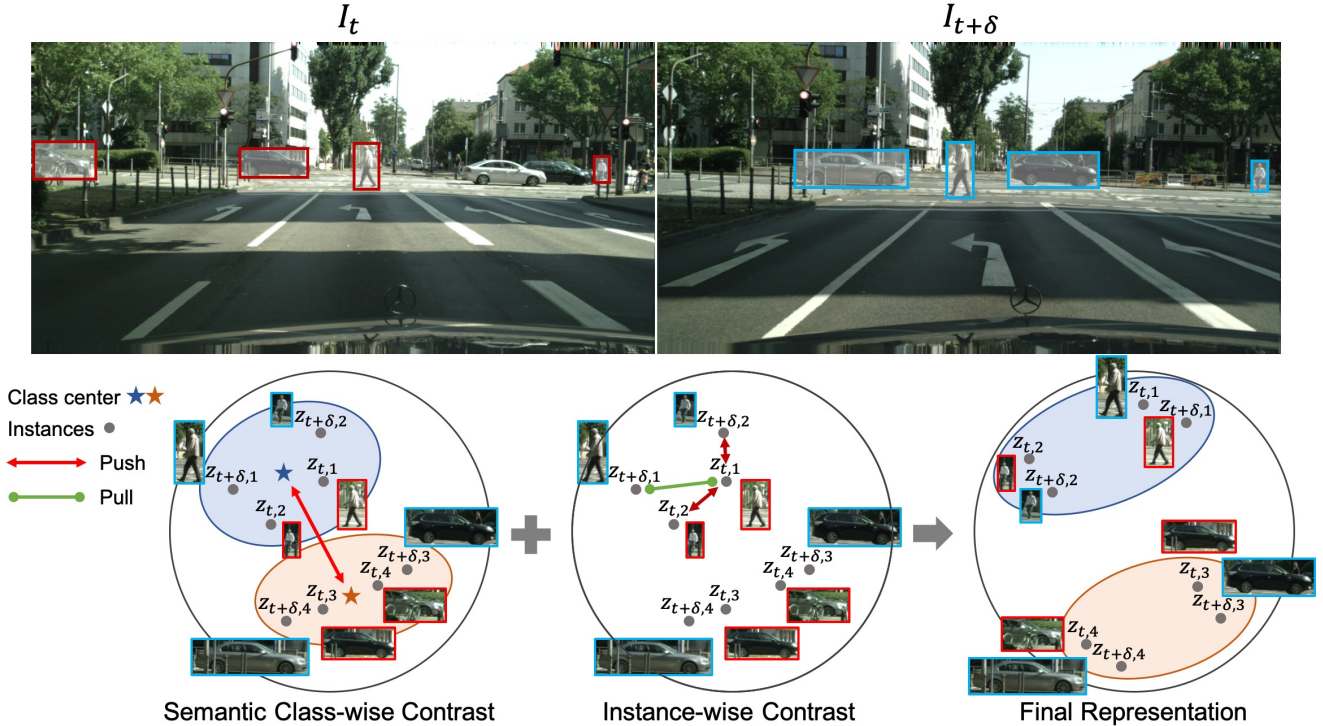 I_t
I_{t+δ}
Class center
Instances
Push
Pull
z_{t+δ,2}
z_{t+δ,1}
z_{t,1}
z_{t,2}
z_{t+δ,3}
z_{t,4}
z_{t,3}
z_{t+δ,4}
Semantic Class-wise Contrast
z_{t+δ,2}
z_{t+δ,1}
z_{t,1}
z_{t,2}
z_{t+δ,3}
z_{t,4}
z_{t,3}
z_{t+δ,4}
Instance-wise Contrast
z_{t,1}
z_{t+δ,1}
z_{t,2}
z_{t+δ,2}
z_{t,3}
z_{t+δ,3}
z_{t,4}
z_{t+δ,4}
Final Representation